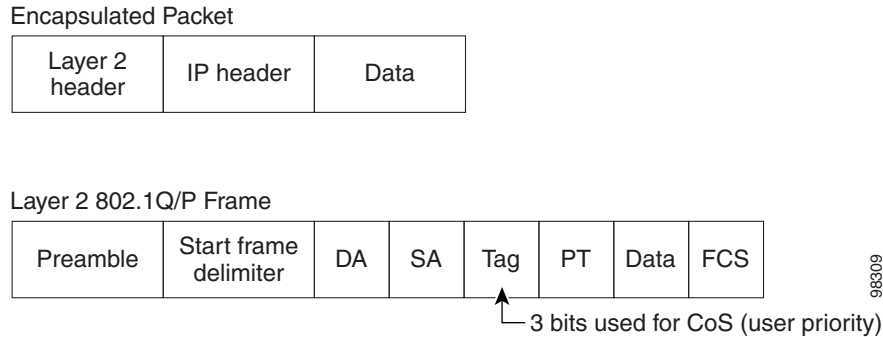 Encapsulated Packet
Layer 2
header
IP header
Data
Layer 2 802.1Q/P Frame
Preamble
Start frame
delimiter
DA
SA
Tag
PT
Data
FCS
3 bits used for CoS (user priority)
98309